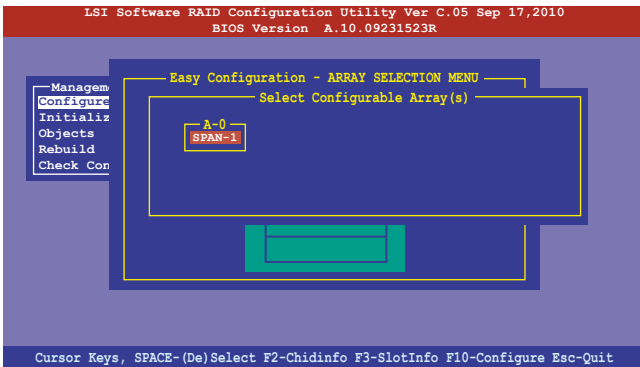 LSI Software RAID Configuration Utility Ver C.05 Sep 17,2010
BIOS Version A.10.09231523R
Easy Configuration - ARRAY SELECTION MENU
Managem
Select Configurable Array(s)
Configure
Initializ
A-0
Objects
SPAN-1
Rebuild
Check Con
Cursor Keys, SPACE-(De)Select F2-Chidinfo F3-SlotInfo F10-Configure Esc-Quit